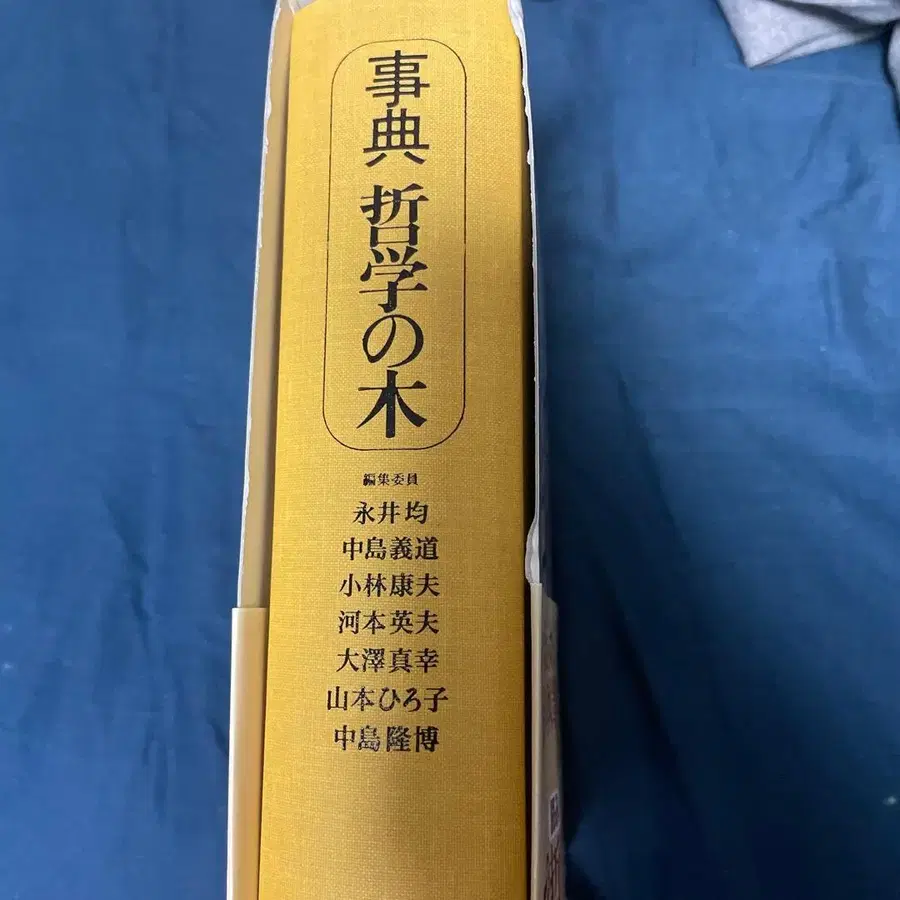 事典 哲学の木
編集委員
永井均
中島義道
小林康夫
河本英夫
大澤真幸
山本ひろ子
中島隆博